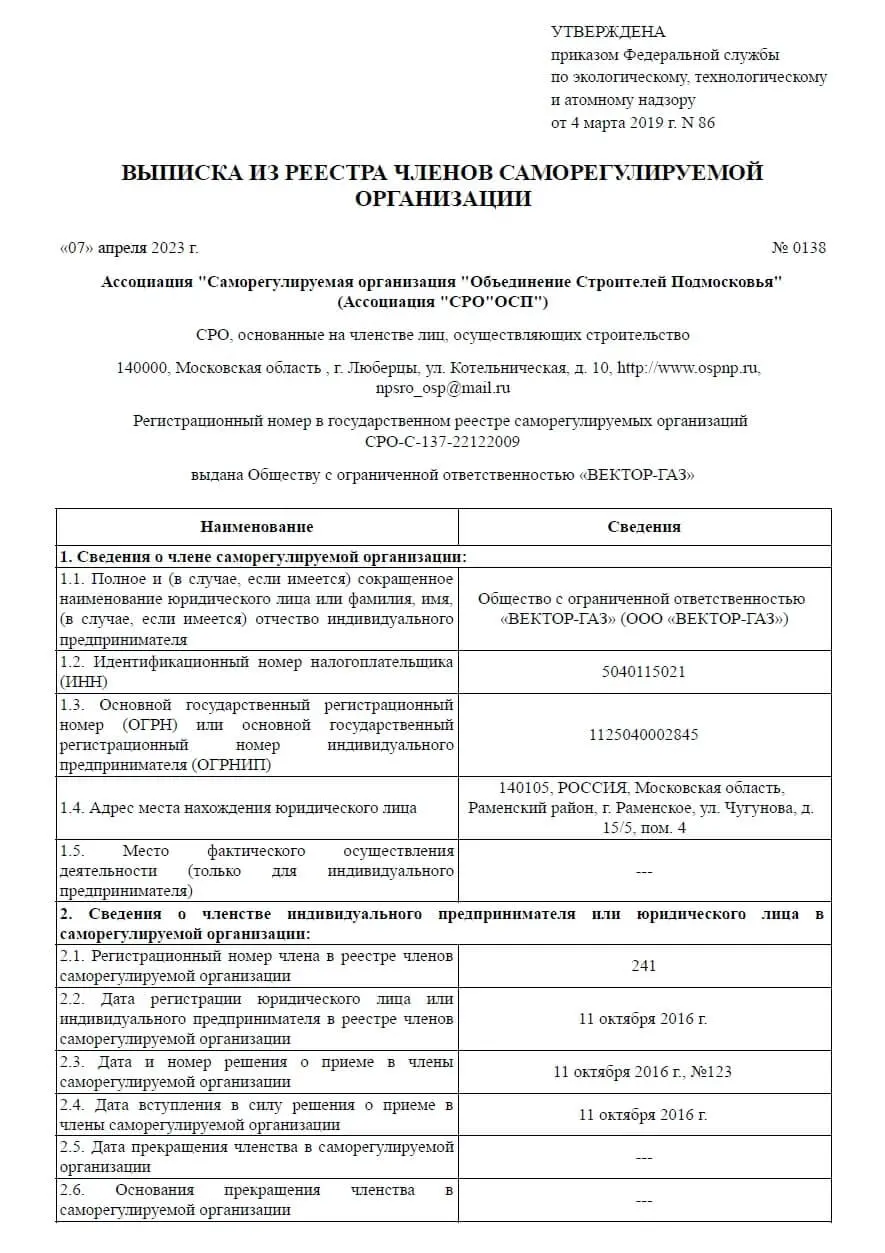 УТВЕРЖДЕНА
приказом Федеральной службы
по экологическому, технологическому
и атомному надзору
от 4 марта 2019 г. N 86
ВЫПИСКА ИЗ РЕЕСТРА ЧЛЕНОВ САМОРЕГУЛИРУЕМОЙ
ОРГАНИЗАЦИИ
«07» апреля 2023 г.
№ 0138
Ассоциация "Саморегулируемая организация "Объединение Строителей Подмосковья"
(Ассоциация "СРО"ОСП")
СРО, основанные на членстве лиц, осуществляющих строительство
140000, Московская область , г. Люберцы, ул. Котельническая, д. 10, http://www.ospnp.ru,
npsro_osp@mail.ru
Регистрационный номер в государственном реестре саморегулируемых организаций
СРО-С-137-22122009
выдана Обществу с ограниченной ответственностью «ВЕКТОР-ГАЗ»
Наименование
Сведения
1. Сведения о члене саморегулируемой организации:
1.1. Полное и (в случае, если имеется) сокращенное
наименование юридического лица или фамилия, имя,
(в случае, если имеется) отчество индивидуального
предпринимателя
Общество с ограниченной ответственностью
«ВЕКТОР-ГАЗ» (ООО «ВЕКТОР-ГАЗ»)
1.2. Идентификационный номер налогоплательщика
(ИНН)
5040115021
1.3. Основной государственный регистрационный
номер (ОГРН) или основной государственный
регистрационный номер индивидуального
предпринимателя (ОГРНИП)
1125040002845
1.4. Адрес места нахождения юридического лица
140105, РОССИЯ, Московская область,
Раменский район, г. Раменское, ул. Чугунова, д.
15/5, пом. 4
1.5. Место фактического осуществления
деятельности (только для индивидуального
предпринимателя)
---
2. Сведения о членстве индивидуального предпринимателя или юридического лица в
саморегулируемой организации:
2.1. Регистрационный номер члена в реестре членов
саморегулируемой организации
241
2.2. Дата регистрации юридического лица или
индивидуального предпринимателя в реестре членов
саморегулируемой организации
11 октября 2016 г.
2.3. Дата и номер решения о приеме в члены
саморегулируемой организации
11 октября 2016 г., №123
2.4. Дата вступления в силу решения о приеме в
члены саморегулируемой организации
11 октября 2016 г.
2.5. Дата прекращения членства в саморегулируемой
организации
---
2.6. Основания прекращения членства в
саморегулируемой организации
---